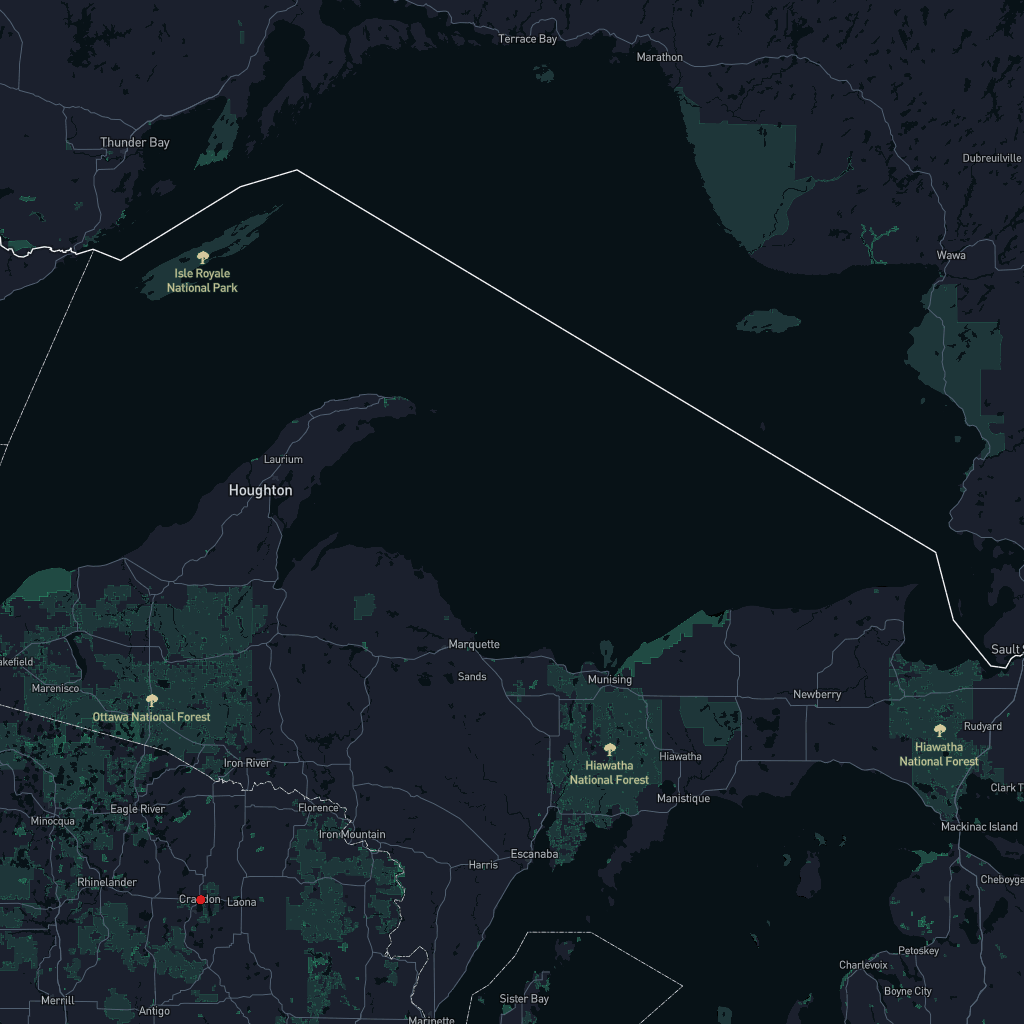 Terrace Bay
Marathon
Thunder Bay
Dubreuilville
Wawa
Isle Royale
National Park
Laurium
Houghton
Marquette
Sault
akefield
Sands
Munising
Marenisco
Newberry
Ottawa National Forest
Rudyard
Hiawatha
National Forest
Iron River
Hiawatha
Hiawatha
National Forest
Clark T
Manistique
Eagle River
Florence
Minocqua
Iron Mountain
Mackinac Island
Escanaba
Harris
Rhinelander
Cheboyga
Crandon
Laona
Petoskey
Charlevoix
Boyne City
Merrill
Sister Bay
Antigo
Marinette